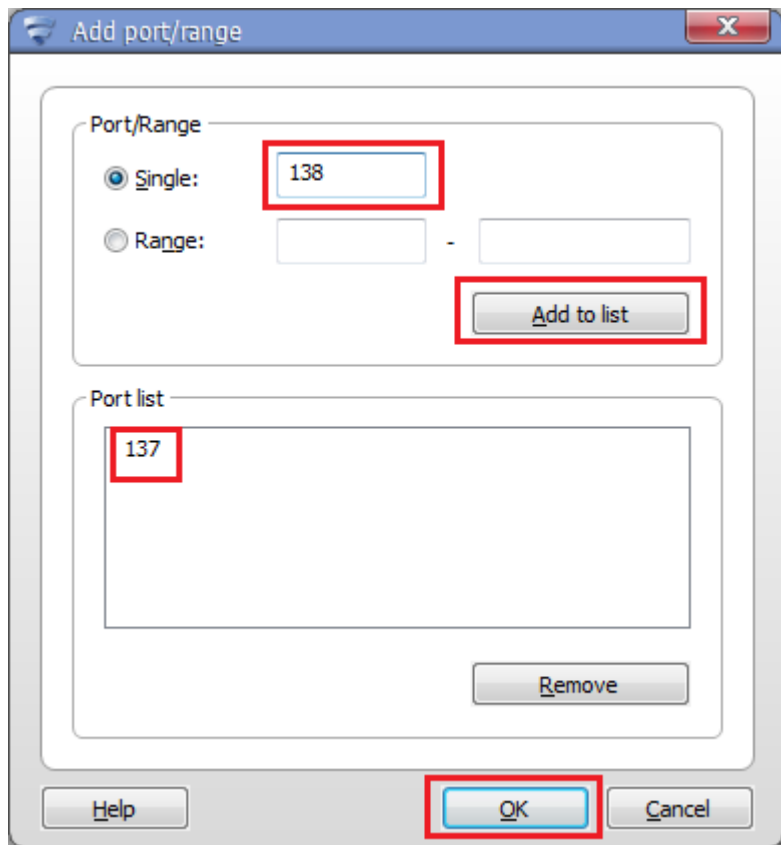 Add port/range
Port/Range
Single: 138
Range: -
Add to list
Port list
137
Remove
Help OK Cancel